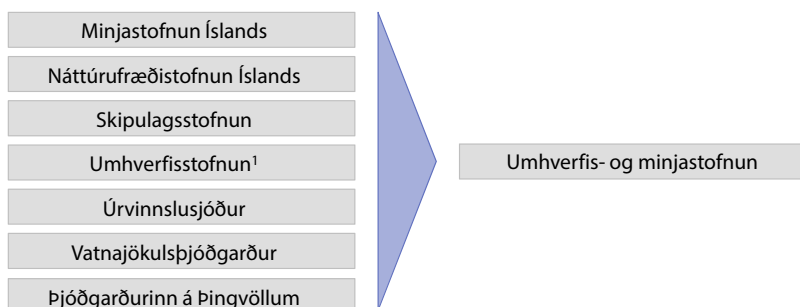 Minjastofnun Íslands
Náttúrufræðistofnun Íslands
Skipulagsstofnun
Umhverfisstofnun¹
Úrvinnslusjóður
Vatnajökulsþjóðgarður
Þjóðgarðurinn á Þingvöllum
Umhverfis- og minjastofnun